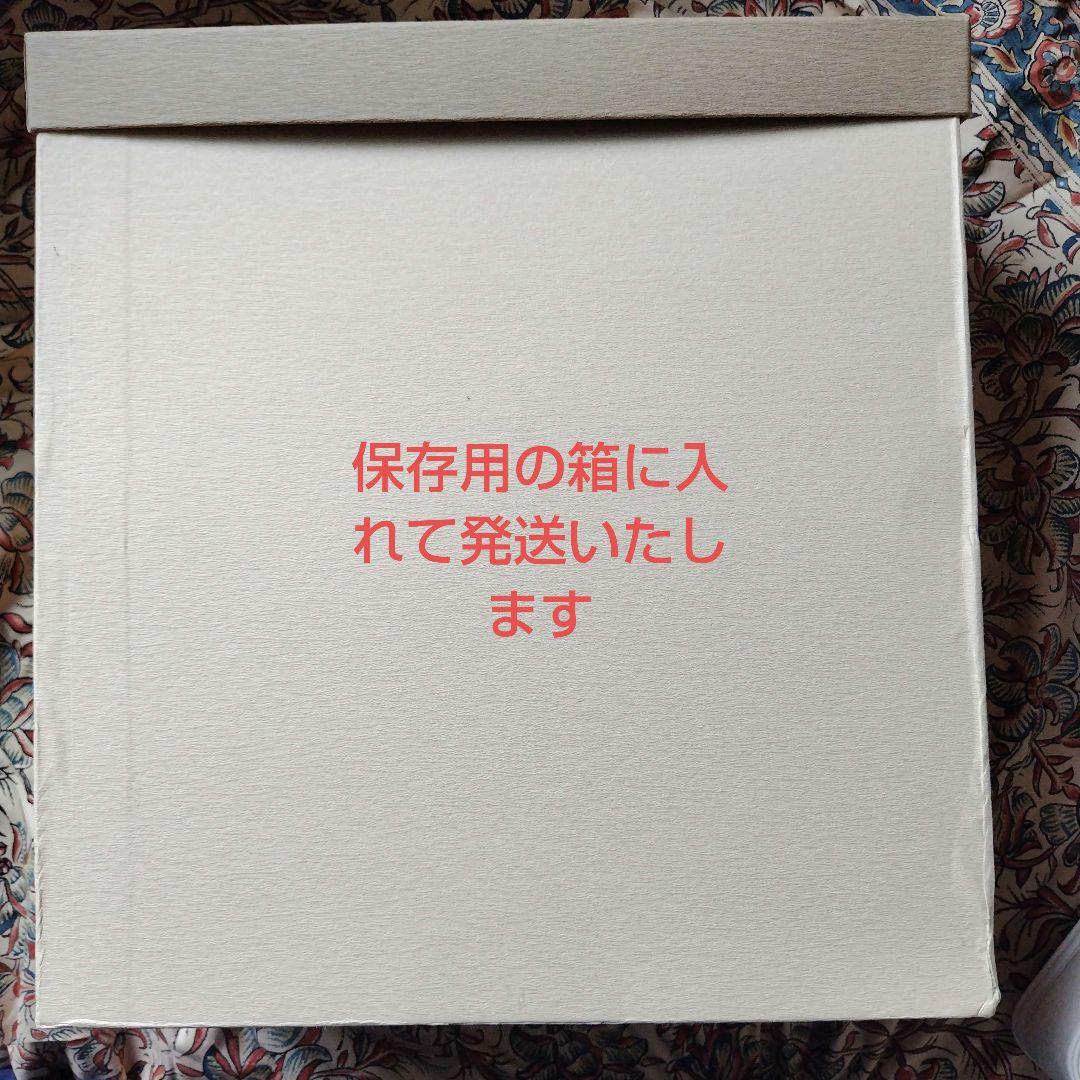 保存用の箱に入
れて発送いたし
ます